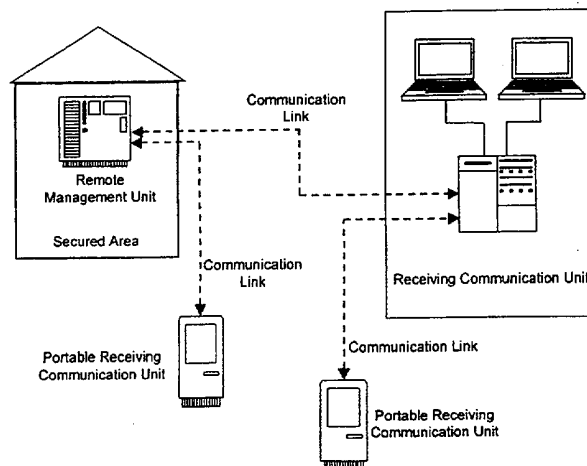 Communication
Link
Remote
Management Unit
Secured Area
Receiving Communication Unit
Communication
Link
Portable Receiving
Communication Unit
Communication Link
Portable Receiving
Communication Unit